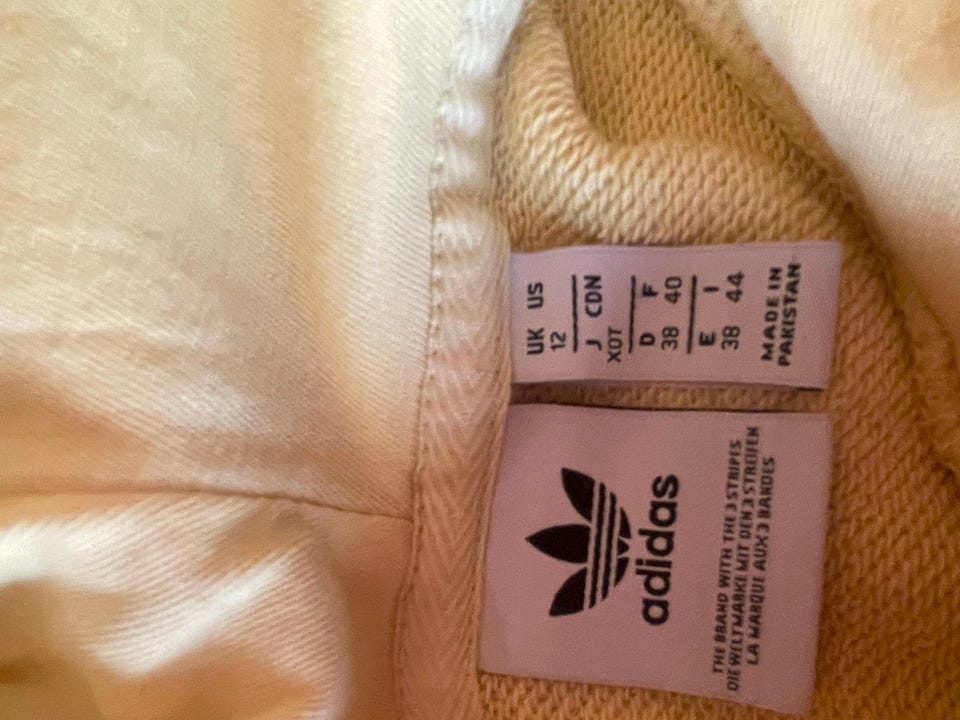 UK US
12
J CDN
XOT
D F
38 40
E I
38 44
MADE IN
PAKISTAN
adidas
THE BRAND WITH THE 3 STRIPES
DIE WELTMARKE MIT DEN 3 STREIFEN
LA MARQUE AUX 3 BANDES